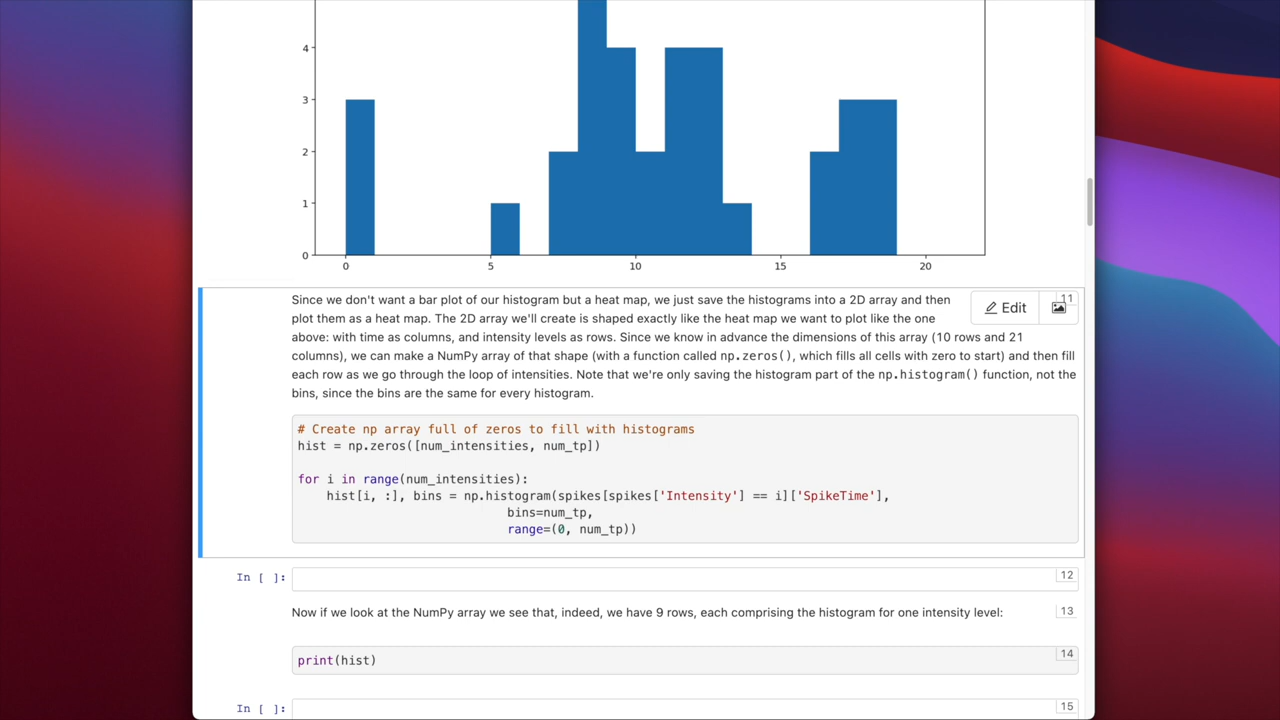 4
3
2
1
0
0 5 10 15 20
Since we don't want a bar plot of our histogram but a heat map, we just save the histograms into a 2D array and then
plot them as a heat map. The 2D array we'll create is shaped exactly like the heat map we want to plot like the one
above: with time as columns, and intensity levels as rows. Since we know in advance the dimensions of this array (10 rows and 21
columns), we can make a NumPy array of that shape (with a function called np.zeros(), which fills all cells with zero to start) and then fill
each row as we go through the loop of intensities. Note that we're only saving the histogram part of the np.histogram() function, not the
bins, since the bins are the same for every histogram.
Edit
11
# Create np array full of zeros to fill with histograms
hist = np.zeros([num_intensities, num_tp])
for i in range(num_intensities):
    hist[i, :], bins = np.histogram(spikes[spikes['Intensity'] == i]['SpikeTime'],
                             bins=num_tp,
                             range=(0, num_tp))
In [ ]:
12
Now if we look at the NumPy array we see that, indeed, we have 9 rows, each comprising the histogram for one intensity level:
13
print(hist)
14
In [ ]:
15